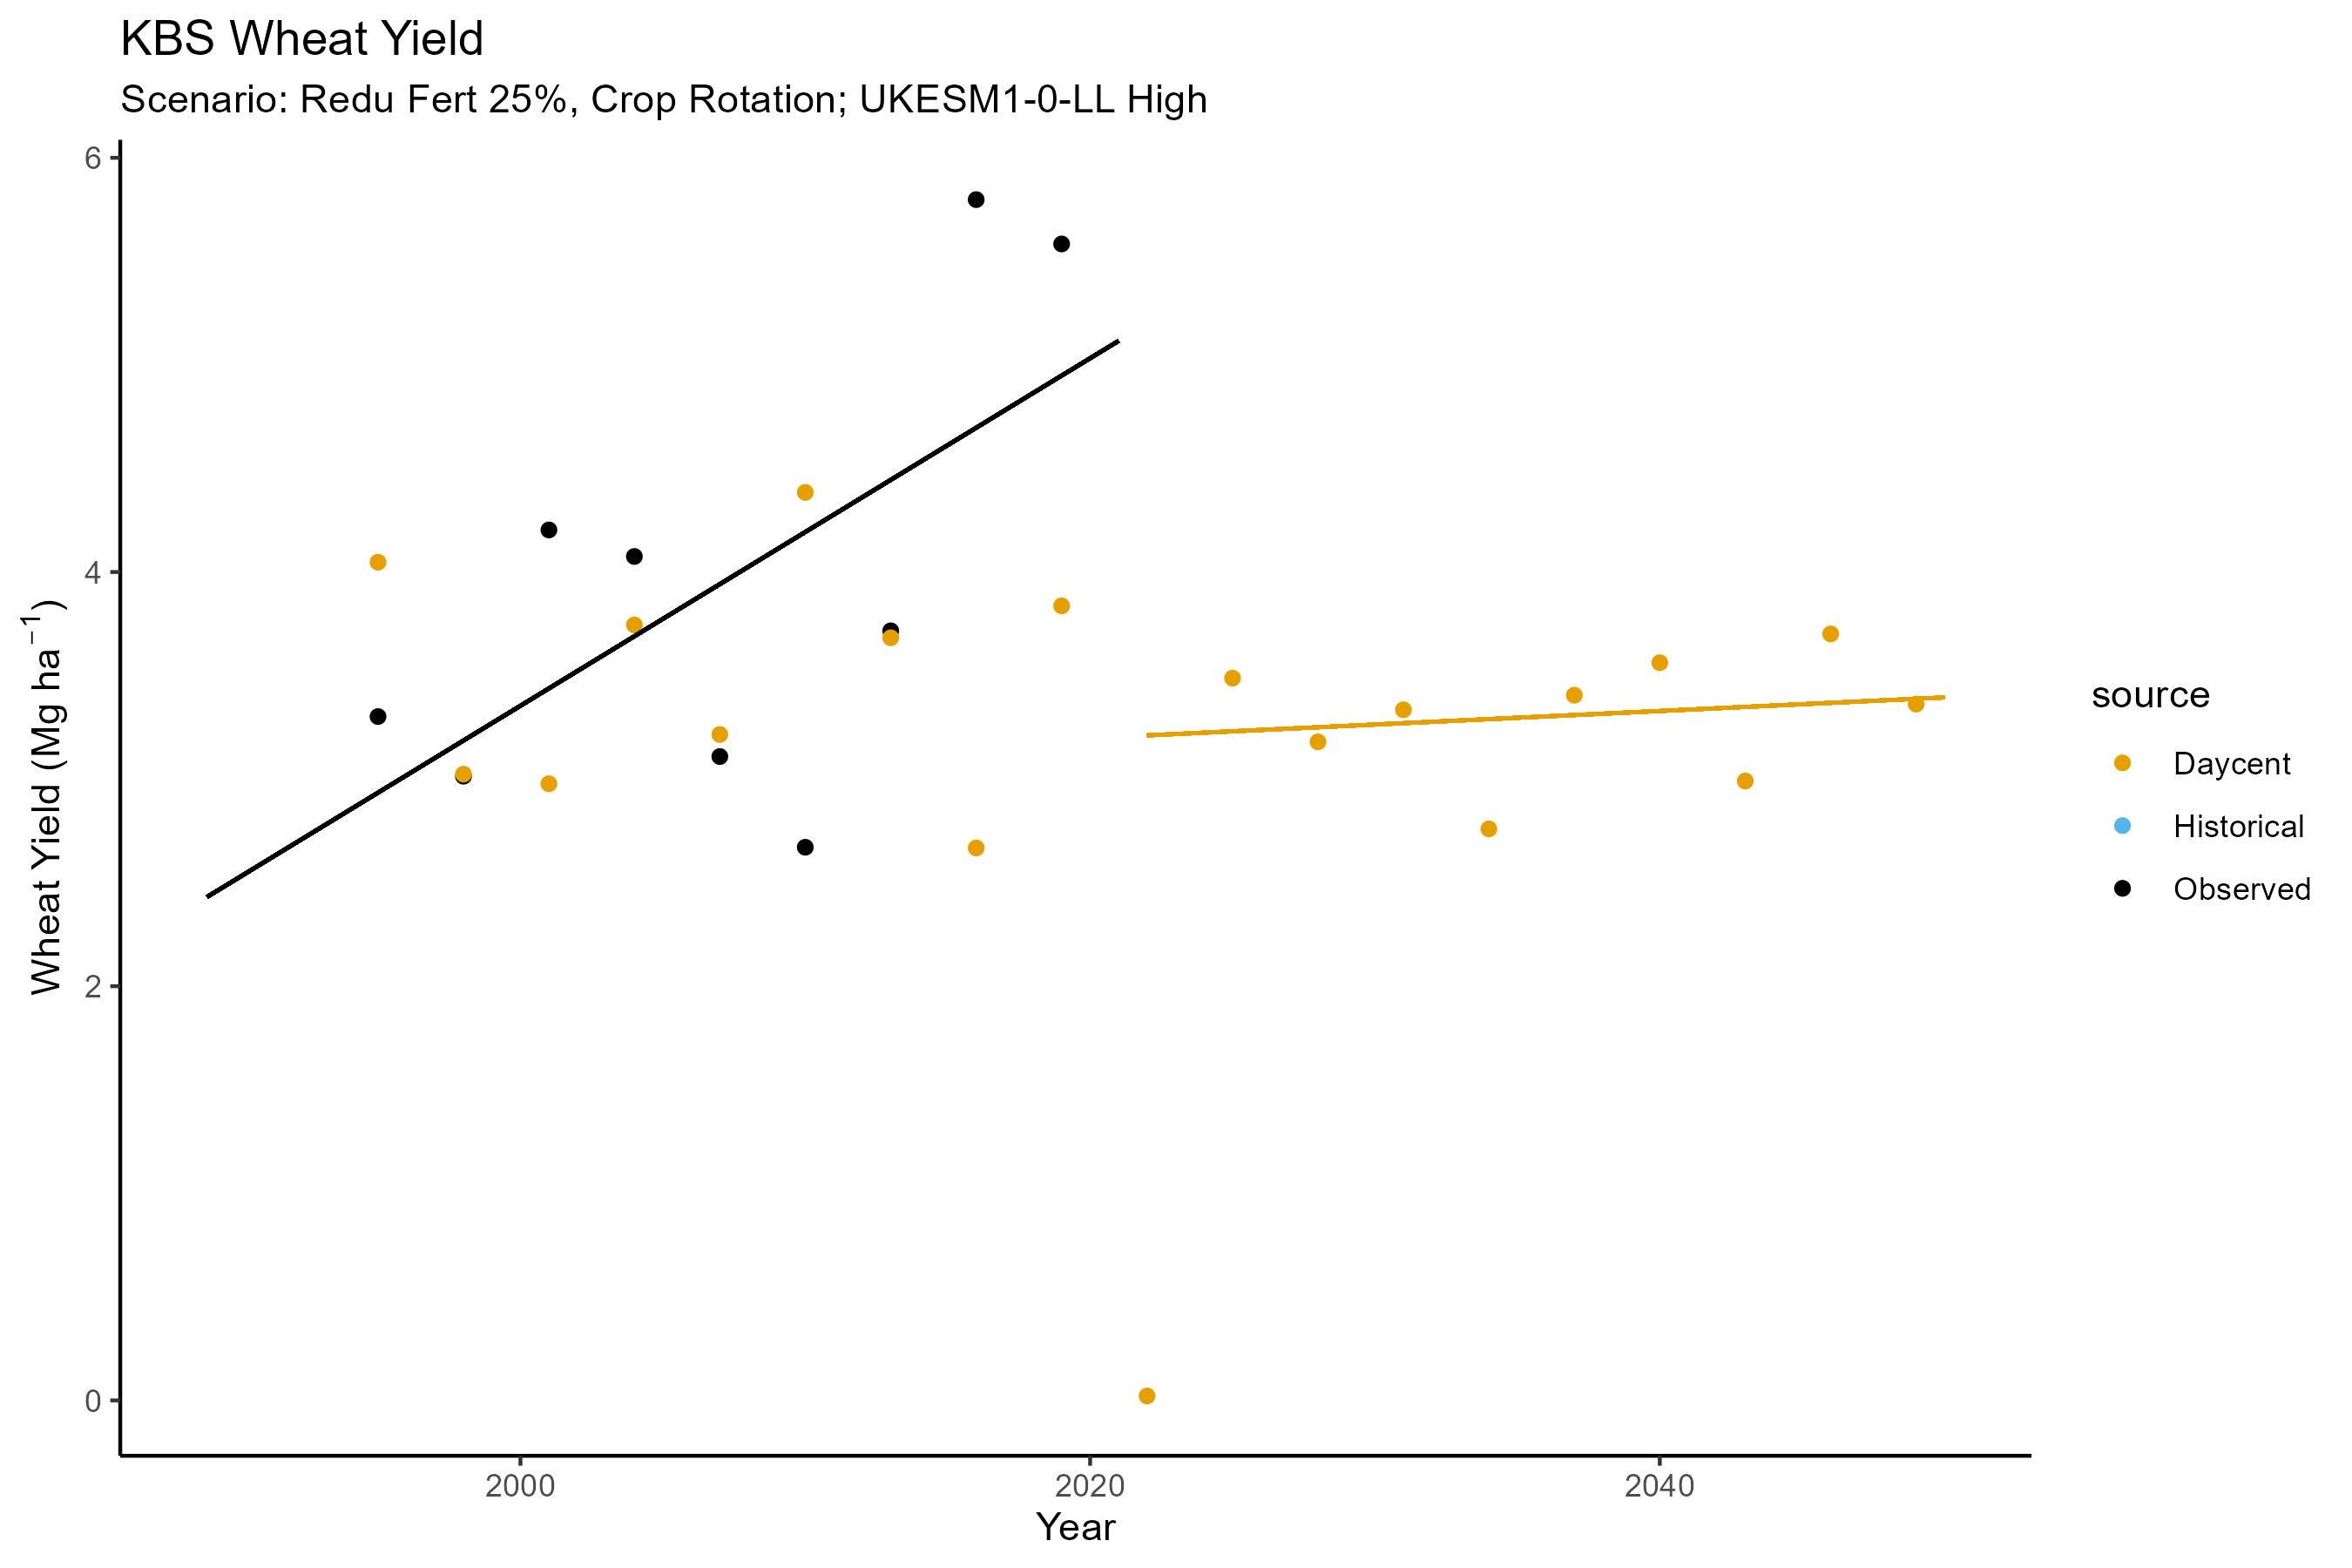 KBS Wheat Yield
Scenario: Redu Fert 25%, Crop Rotation; UKESM1-0-LL High
Wheat Yield (Mg ha⁻¹)
6
4
2
0
2000
2020
2040
Year
source
Daycent
Historical
Observed